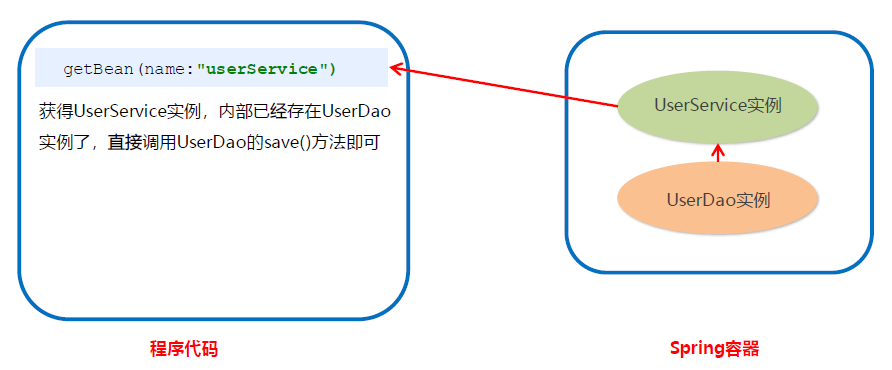 getBean(name:"userService")
获得UserService实例，内部已经存在UserDao
实例了，直接调用UserDao的save()方法即可
UserService实例
UserDao实例
程序代码
Spring容器